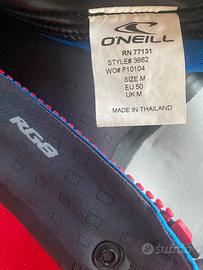 O'NEILL
RN 77131
STYLE# 3662
WO# F10104
SIZE M
EU 50
UK M
MADE IN THAILAND
RG8
subito